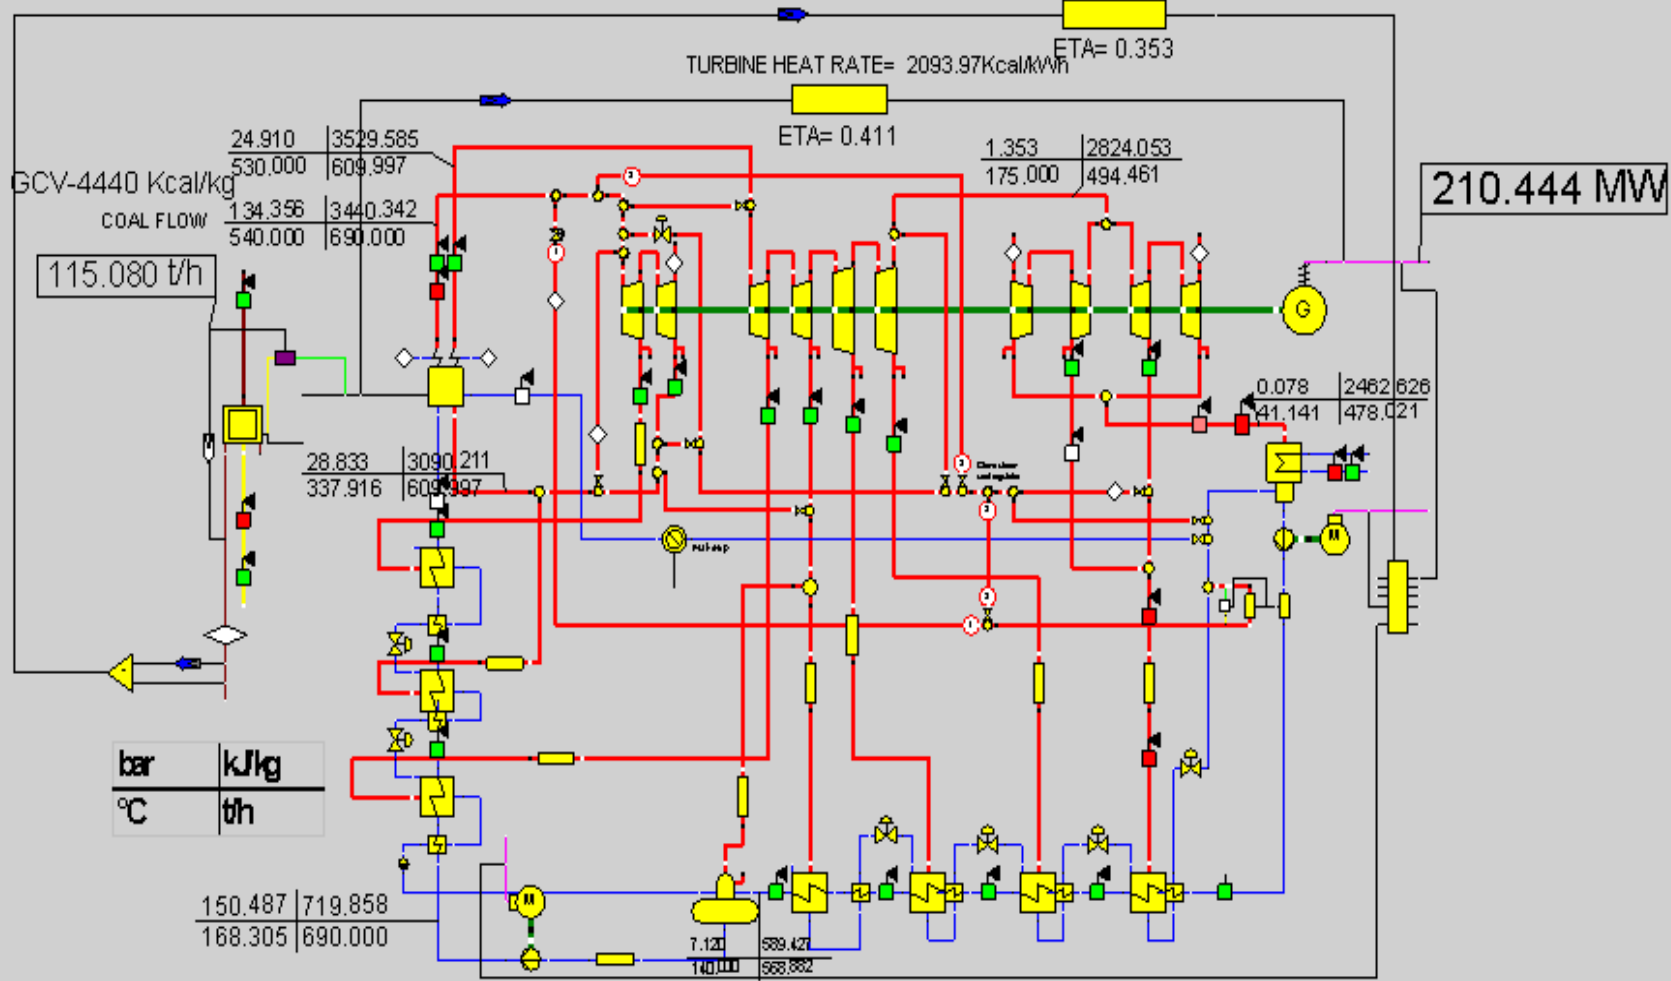 ETA= 0.353
TURBINE HEAT RATE= 2093.97Kcal/kWh
ETA= 0.411
24.910 3529.585
530.000 609.997
1.353 2824.053
175.000 494.461
GCV-4440 Kcal/kg
COAL FLOW
134.356 3440.342
540.000 690.000
210.444 MW
115.080 t/h
2
1
G
0.078 2462.626
41.141 478.021
28.833 3090.211
337.916 609.997
M
1
bar kJ/kg
°C t/h
150.487 719.858
168.305 690.000
M
7.120 589.427
140.000 568.882